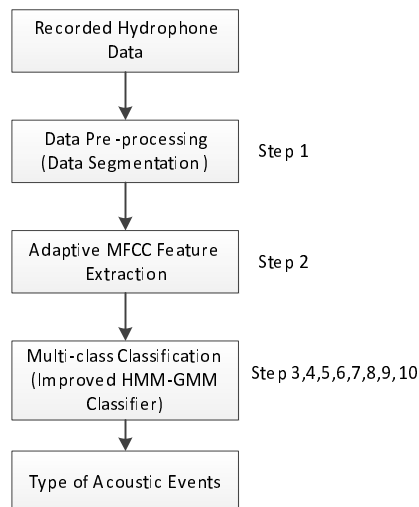 Recorded Hydrophone
Data
Data Pre-processing
(Data Segmentation)
Step 1
Adaptive MFCC Feature
Extraction
Step 2
Multi-class Classification
(Improved HMM-GMM
Classifier)
Step 3,4,5,6,7,8,9, 10
Type of Acoustic Events